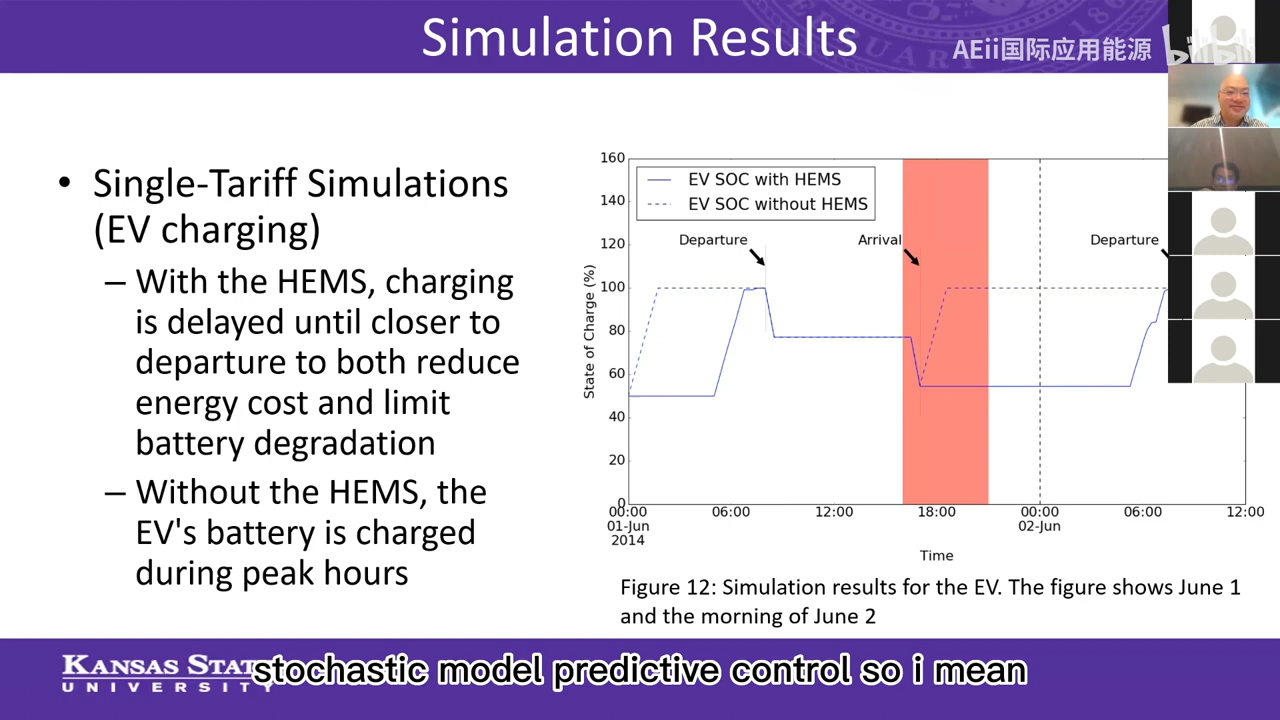 Simulation Results
AEii国际应用能源
bilibili
• Single-Tariff Simulations
(EV charging)
– With the HEMS, charging
is delayed until closer to
departure to both reduce
energy cost and limit
battery degradation
– Without the HEMS, the
EV's battery is charged
during peak hours
EV SOC with HEMS
EV SOC without HEMS
Departure
Arrival
Departure
State of Charge (%)
160
140
120
100
80
60
40
20
0
00:00 06:00 12:00 18:00 00:00 06:00 12:00
01-Jun 02-Jun
2014
Time
Figure 12: Simulation results for the EV. The figure shows June 1
and the morning of June 2
KANSAS STATE
UNIVERSITY
stochastic model predictive control so i mean